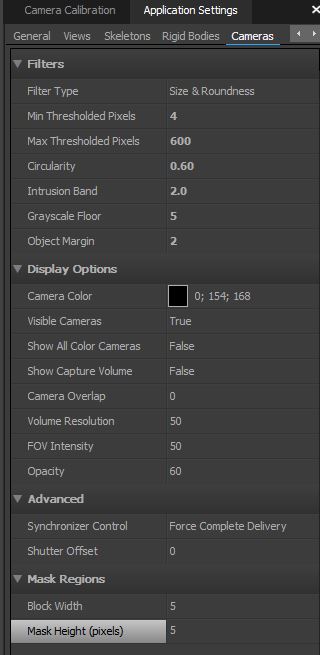 Camera Calibration Application Settings
General Views Skeletons Rigid Bodies Cameras
Filters
Filter Type Size & Roundness
Min Thresholded Pixels 4
Max Thresholded Pixels 600
Circularity 0.60
Intrusion Band 2.0
Grayscale Floor 5
Object Margin 2
Display Options
Camera Color 0; 154; 168
Visible Cameras True
Show All Color Cameras False
Show Capture Volume False
Camera Overlap 0
Volume Resolution 50
FOV Intensity 50
Opacity 60
Advanced
Synchronizer Control Force Complete Delivery
Shutter Offset 0
Mask Regions
Block Width 5
Mask Height (pixels) 5